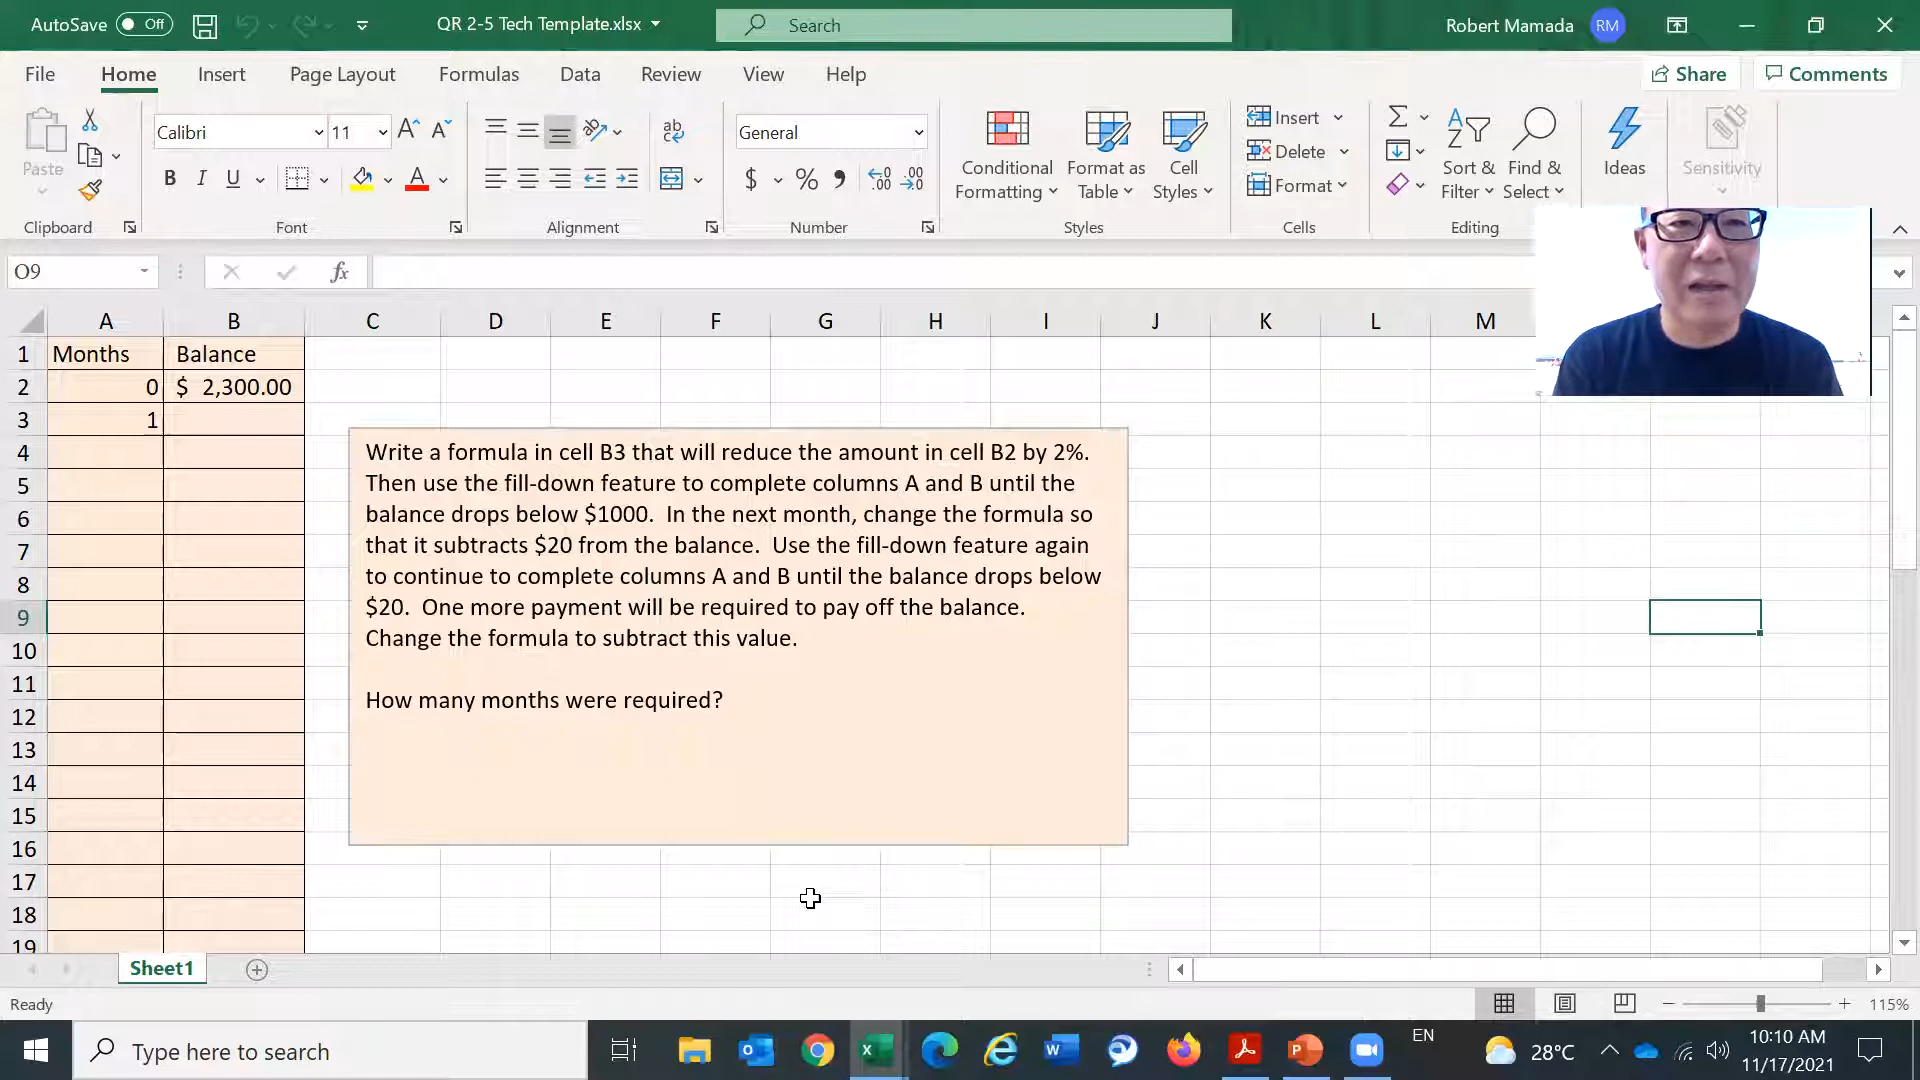 AutoSave Off QR 2-5 Tech Template.xlsx Search Robert Mamada RM
File Home Insert Page Layout Formulas Data Review View Help Share Comments
Paste
Clipboard
Calibri 11
A A
B I U A
Font
ab
c
Alignment
General
$ % 9 .00 .00
Number
Conditional Formatting
Format as Table
Cell Styles
Styles
Insert
Delete
Format
Cells
Sort & Filter
Find & Select
Editing
Ideas
Sensitivity
O9 fx
A B C D E F G H I J K L M
1 Months Balance
2 0 $ 2,300.00
3 1
4
5
6
7
8
9
10
11
12
13
14
15
16
17
18
19
Write a formula in cell B3 that will reduce the amount in cell B2 by 2%.
Then use the fill-down feature to complete columns A and B until the
balance drops below $1000. In the next month, change the formula so
that it subtracts $20 from the balance. Use the fill-down feature again
to continue to complete columns A and B until the balance drops below
$20. One more payment will be required to pay off the balance.
Change the formula to subtract this value.
How many months were required?
Sheet1
Ready 115%
Type here to search EN 28°C 10:10 AM
11/17/2021